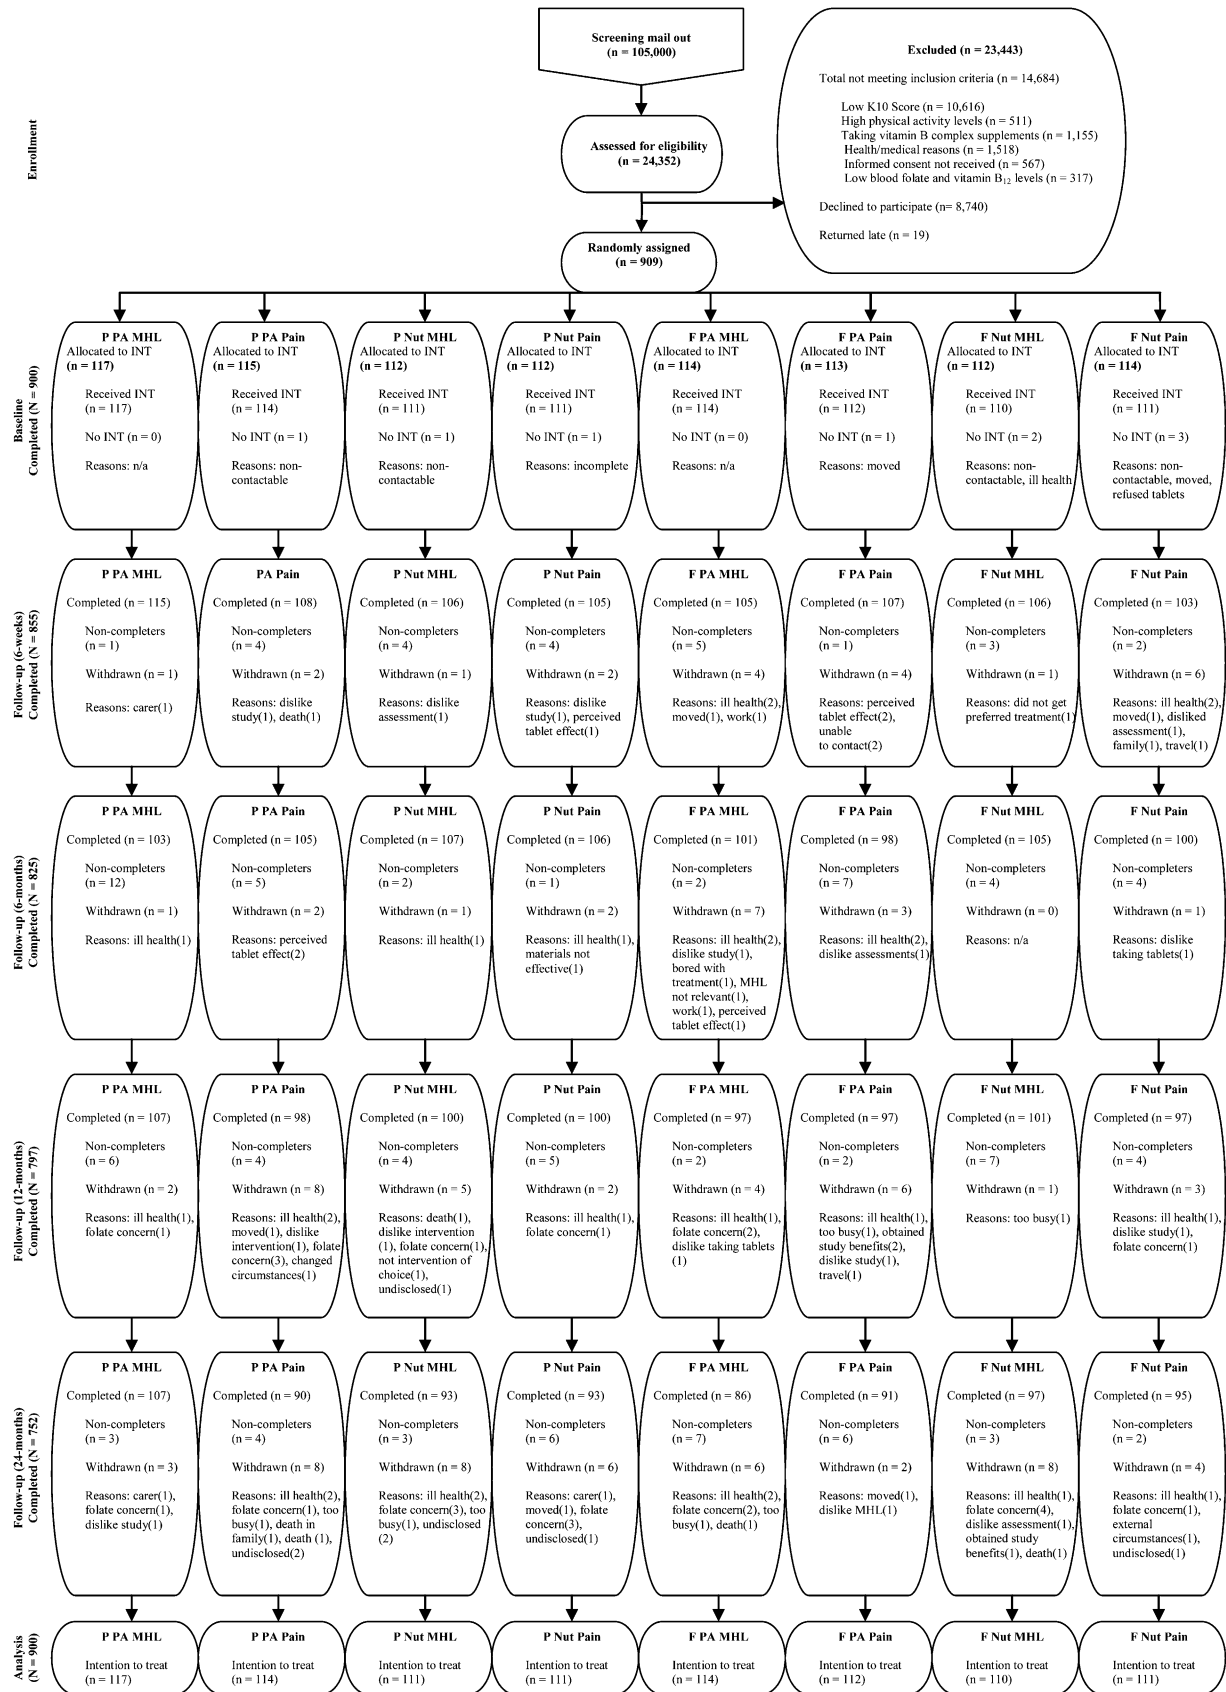 Screening mail out
(n = 105,000)
Excluded (n = 23,443)
Total not meeting inclusion criteria (n = 14,684)
Low K10 Score (n = 10,616)
High physical activity levels (n = 511)
Taking vitamin B complex supplements (n = 1,155)
Health/medical reasons (n = 1,518)
Informed consent not received (n = 567)
Low blood folate and vitamin B12 levels (n = 317)
Declined to participate (n= 8,740)
Returned late (n = 19)
Enrollment
Assessed for eligibility
(n = 24,352)
Randomly assigned
(n = 909)
Baseline
Completed (N = 900)
P PA MHL
Allocated to INT
(n = 117)
Received INT
(n = 117)
No INT (n = 0)
Reasons: n/a
P PA Pain
Allocated to INT
(n = 115)
Received INT
(n = 114)
No INT (n = 1)
Reasons: non-
contactable
P Nut MHL
Allocated to INT
(n = 112)
Received INT
(n = 111)
No INT (n = 1)
Reasons: non-
contactable
P Nut Pain
Allocated to INT
(n = 112)
Received INT
(n = 111)
No INT (n = 1)
Reasons: incomplete
F PA MHL
Allocated to INT
(n = 114)
Received INT
(n = 114)
No INT (n = 0)
Reasons: n/a
F PA Pain
Allocated to INT
(n = 113)
Received INT
(n = 112)
No INT (n = 1)
Reasons: moved
F Nut MHL
Allocated to INT
(n = 112)
Received INT
(n = 110)
No INT (n = 2)
Reasons: non-
contactable, ill health
F Nut Pain
Allocated to INT
(n = 114)
Received INT
(n = 111)
No INT (n = 3)
Reasons: non-
contactable, moved,
refused tablets
Follow-up (6-weeks)
Completed (N = 855)
P PA MHL
Completed (n = 115)
Non-completers
(n = 1)
Withdrawn (n = 1)
Reasons: carer(1)
PA Pain
Completed (n = 108)
Non-completers
(n = 4)
Withdrawn (n = 2)
Reasons: dislike
study(1), death(1)
P Nut MHL
Completed (n = 106)
Non-completers
(n = 4)
Withdrawn (n = 1)
Reasons: dislike
assessment(1)
P Nut Pain
Completed (n = 105)
Non-completers
(n = 4)
Withdrawn (n = 2)
Reasons: dislike
study(1), perceived
tablet effect(1)
F PA MHL
Completed (n = 105)
Non-completers
(n = 5)
Withdrawn (n = 4)
Reasons: ill health(2),
moved(1), work(1)
F PA Pain
Completed (n = 107)
Non-completers
(n = 1)
Withdrawn (n = 4)
Reasons: perceived
tablet effect(2),
unable
to contact(2)
F Nut MHL
Completed (n = 106)
Non-completers
(n = 3)
Withdrawn (n = 1)
Reasons: did not get
preferred treatment(1)
F Nut Pain
Completed (n = 103)
Non-completers
(n = 2)
Withdrawn (n = 6)
Reasons: ill health(2),
moved(1), disliked
assessment(1),
family(1), travel(1)
Follow-up (6-months)
Completed (N = 825)
P PA MHL
Completed (n = 103)
Non-completers
(n = 12)
Withdrawn (n = 1)
Reasons: ill health(1)
P PA Pain
Completed (n = 105)
Non-completers
(n = 5)
Withdrawn (n = 2)
Reasons: perceived
tablet effect(2)
P Nut MHL
Completed (n = 107)
Non-completers
(n = 2)
Withdrawn (n = 1)
Reasons: ill health(1)
P Nut Pain
Completed (n = 106)
Non-completers
(n = 1)
Withdrawn (n = 2)
Reasons: ill health(1),
materials not
effective(1)
F PA MHL
Completed (n = 101)
Non-completers
(n = 2)
Withdrawn (n = 7)
Reasons: ill health(2),
dislike study(1),
bored with
treatment(1), MHL
not relevant(1),
work(1), perceived
tablet effect(1)
F PA Pain
Completed (n = 98)
Non-completers
(n = 7)
Withdrawn (n = 3)
Reasons: ill health(2),
dislike assessments(1)
F Nut MHL
Completed (n = 105)
Non-completers
(n = 4)
Withdrawn (n = 0)
Reasons: n/a
F Nut Pain
Completed (n = 100)
Non-completers
(n = 4)
Withdrawn (n = 1)
Reasons: dislike
taking tablets(1)
Follow-up (12-months)
Completed (N = 797)
P PA MHL
Completed (n = 107)
Non-completers
(n = 6)
Withdrawn (n = 2)
Reasons: ill health(1),
folate concern(1)
P PA Pain
Completed (n = 98)
Non-completers
(n = 4)
Withdrawn (n = 8)
Reasons: ill health(2),
moved(1), dislike
intervention(1), folate
concern(3), changed
circumstances(1)
P Nut MHL
Completed (n = 100)
Non-completers
(n = 4)
Withdrawn (n = 5)
Reasons: death(1),
dislike intervention
(1), folate concern(1),
not intervention of
choice(1),
undisclosed(1)
P Nut Pain
Completed (n = 100)
Non-completers
(n = 5)
Withdrawn (n = 2)
Reasons: ill health(1),
folate concern(1)
F PA MHL
Completed (n = 97)
Non-completers
(n = 2)
Withdrawn (n = 4)
Reasons: ill health(1),
folate concern(2),
dislike taking tablets
(1)
F PA Pain
Completed (n = 97)
Non-completers
(n = 2)
Withdrawn (n = 6)
Reasons: ill health(1),
too busy(1), obtained
study benefits(2),
dislike study(1),
travel(1)
F Nut MHL
Completed (n = 101)
Non-completers
(n = 7)
Withdrawn (n = 1)
Reasons: too busy(1)
F Nut Pain
Completed (n = 97)
Non-completers
(n = 4)
Withdrawn (n = 3)
Reasons: ill health(1),
dislike study(1),
folate concern(1)
Follow-up (24-months)
Completed (N = 752)
P PA MHL
Completed (n = 107)
Non-completers
(n = 3)
Withdrawn (n = 3)
Reasons: carer(1),
folate concern(1),
dislike study(1)
P PA Pain
Completed (n = 90)
Non-completers
(n = 4)
Withdrawn (n = 8)
Reasons: ill health(2),
folate concern(1), too
busy(1), death in
family(1), death (1),
undisclosed(2)
P Nut MHL
Completed (n = 93)
Non-completers
(n = 3)
Withdrawn (n = 8)
Reasons: ill health(2),
folate concern(3), too
busy(1), undisclosed
(2)
P Nut Pain
Completed (n = 93)
Non-completers
(n = 6)
Withdrawn (n = 6)
Reasons: carer(1),
moved(1), folate
concern(3),
undisclosed(1)
F PA MHL
Completed (n = 86)
Non-completers
(n = 7)
Withdrawn (n = 6)
Reasons: ill health(2),
folate concern(2), too
busy(1), death(1)
F PA Pain
Completed (n = 91)
Non-completers
(n = 6)
Withdrawn (n = 2)
Reasons: moved(1),
dislike MHL(1)
F Nut MHL
Completed (n = 97)
Non-completers
(n = 3)
Withdrawn (n = 8)
Reasons: ill health(1),
folate concern(4),
dislike assessment(1),
obtained study
benefits(1), death(1)
F Nut Pain
Completed (n = 95)
Non-completers
(n = 2)
Withdrawn (n = 4)
Reasons: ill health(1),
folate concern(1),
external
circumstances(1),
undisclosed(1)
Analysis
(N = 900)
P PA MHL
Intention to treat
(n = 117)
P PA Pain
Intention to treat
(n = 114)
P Nut MHL
Intention to treat
(n = 111)
P Nut Pain
Intention to treat
(n = 111)
F PA MHL
Intention to treat
(n = 114)
F PA Pain
Intention to treat
(n = 112)
F Nut MHL
Intention to treat
(n = 110)
F Nut Pain
Intention to treat
(n = 111)